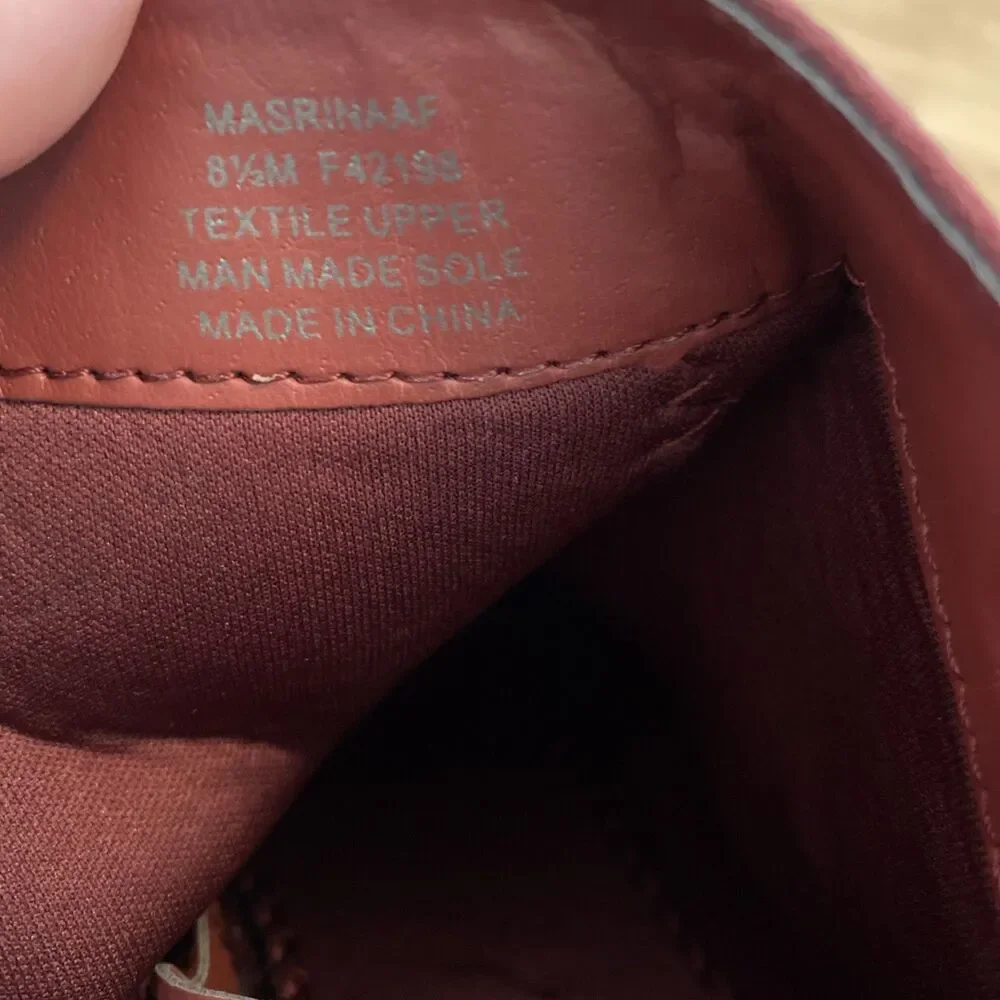 MASRINAAF
8½M F42198
TEXTILE UPPER
MAN MADE SOLE
MADE IN CHINA